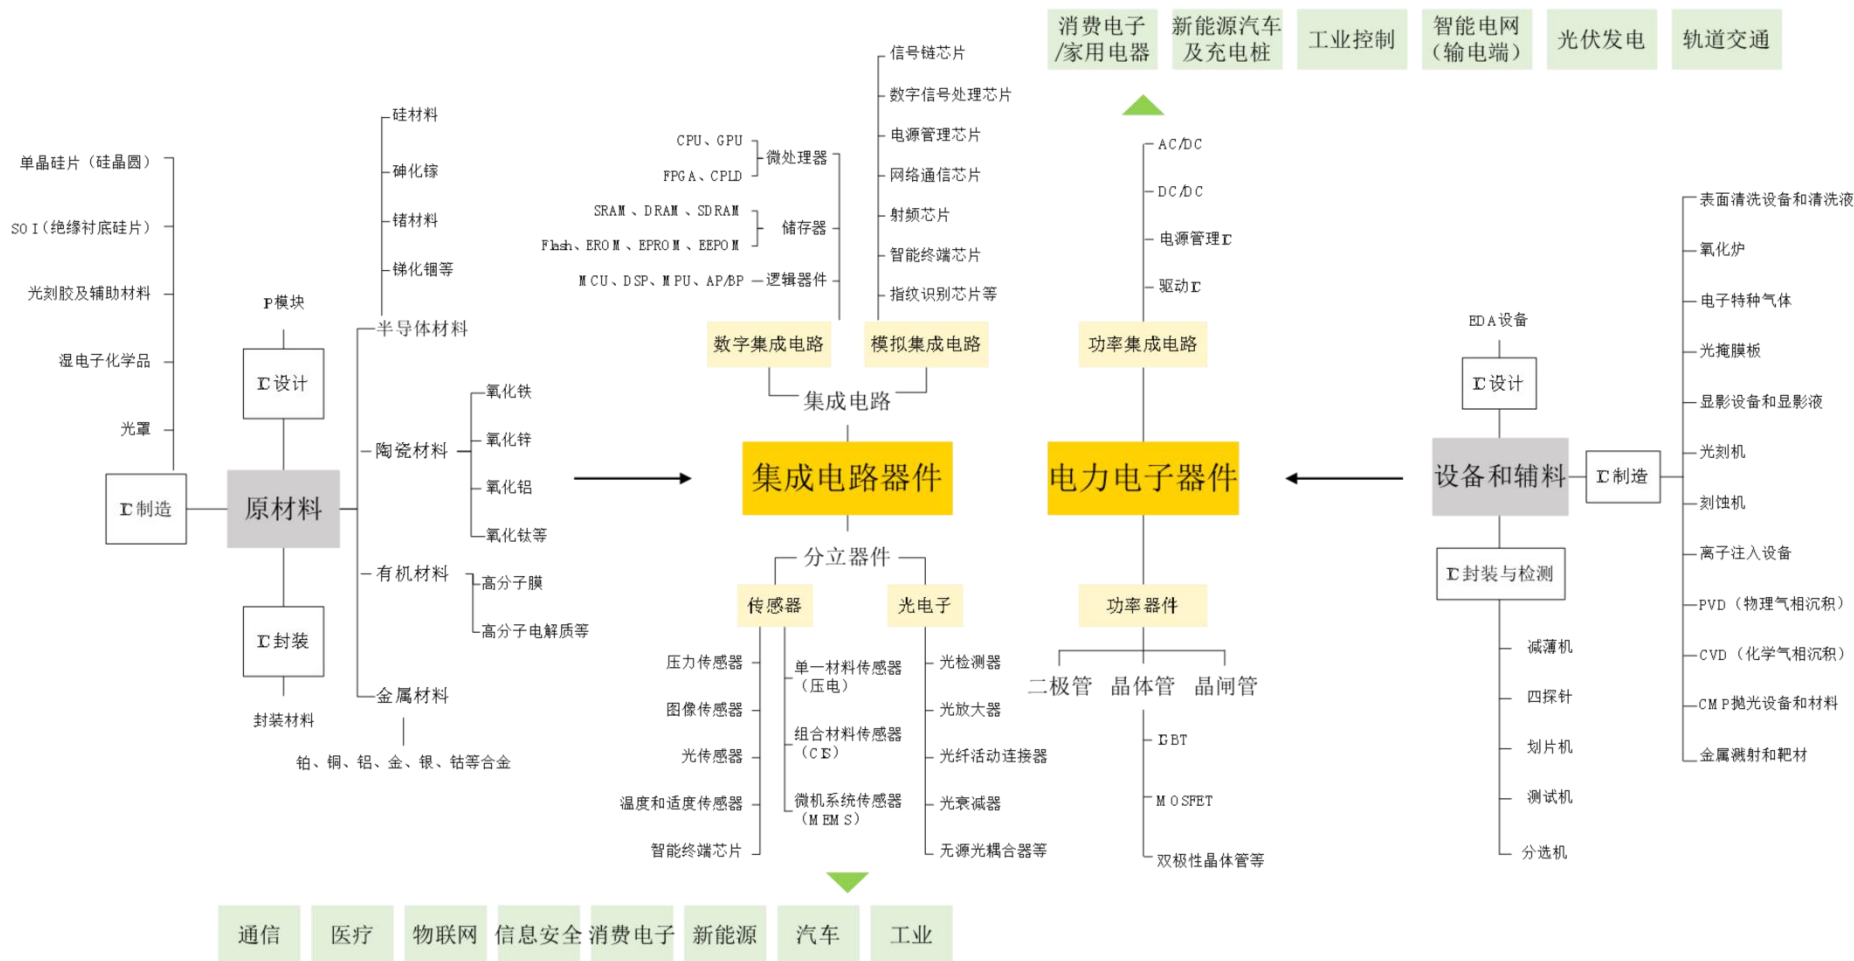 消费电子
/家用电器
新能源汽车
及充电桩
工业控制
智能电网
（输电端）
光伏发电
轨道交通
单晶硅片（硅晶圆）
SOI（绝缘衬底硅片）
光刻胶及辅助材料
湿电子化学品
光罩
IC制造
IP模块
IC设计
原材料
IC封装
封装材料
硅材料
砷化镓
锗材料
锑化铟等
半导体材料
陶瓷材料
氧化铁
氧化锌
氧化铝
氧化钛等
有机材料
高分子膜
高分子电解质等
金属材料
铂、铜、铝、金、银、钴等合金
CPU、GPU
FPGA、CPLD
微处理器
SRAM、DRAM、SDRAM
Flash、EROM、EPROM、EEPOM
储存器
MCU、DSP、MPU、AP/BP
逻辑器件
数字集成电路
信号链芯片
数字信号处理芯片
电源管理芯片
网络通信芯片
射频芯片
智能终端芯片
指纹识别芯片等
模拟集成电路
集成电路
集成电路器件
分立器件
传感器
压力传感器
图像传感器
光传感器
温度和适度传感器
智能终端芯片
单一材料传感器
（压电）
组合材料传感器
（CIS）
微机系统传感器
（MEMS）
光电子
光检测器
光放大器
光纤活动连接器
光衰减器
无源光耦合器等
AC/DC
DC/DC
电源管理IC
驱动IC
功率集成电路
电力电子器件
功率器件
二极管
晶体管
晶闸管
IGBT
MOSFET
双极性晶体管等
EDA设备
IC设计
设备和辅料
IC制造
IC封装与检测
减薄机
四探针
划片机
测试机
分选机
表面清洗设备和清洗液
氧化炉
电子特种气体
光掩膜板
显影设备和显影液
光刻机
刻蚀机
离子注入设备
PVD（物理气相沉积）
CVD（化学气相沉积）
CMP抛光设备和材料
金属溅射和靶材
通信
医疗
物联网
信息安全
消费电子
新能源
汽车
工业